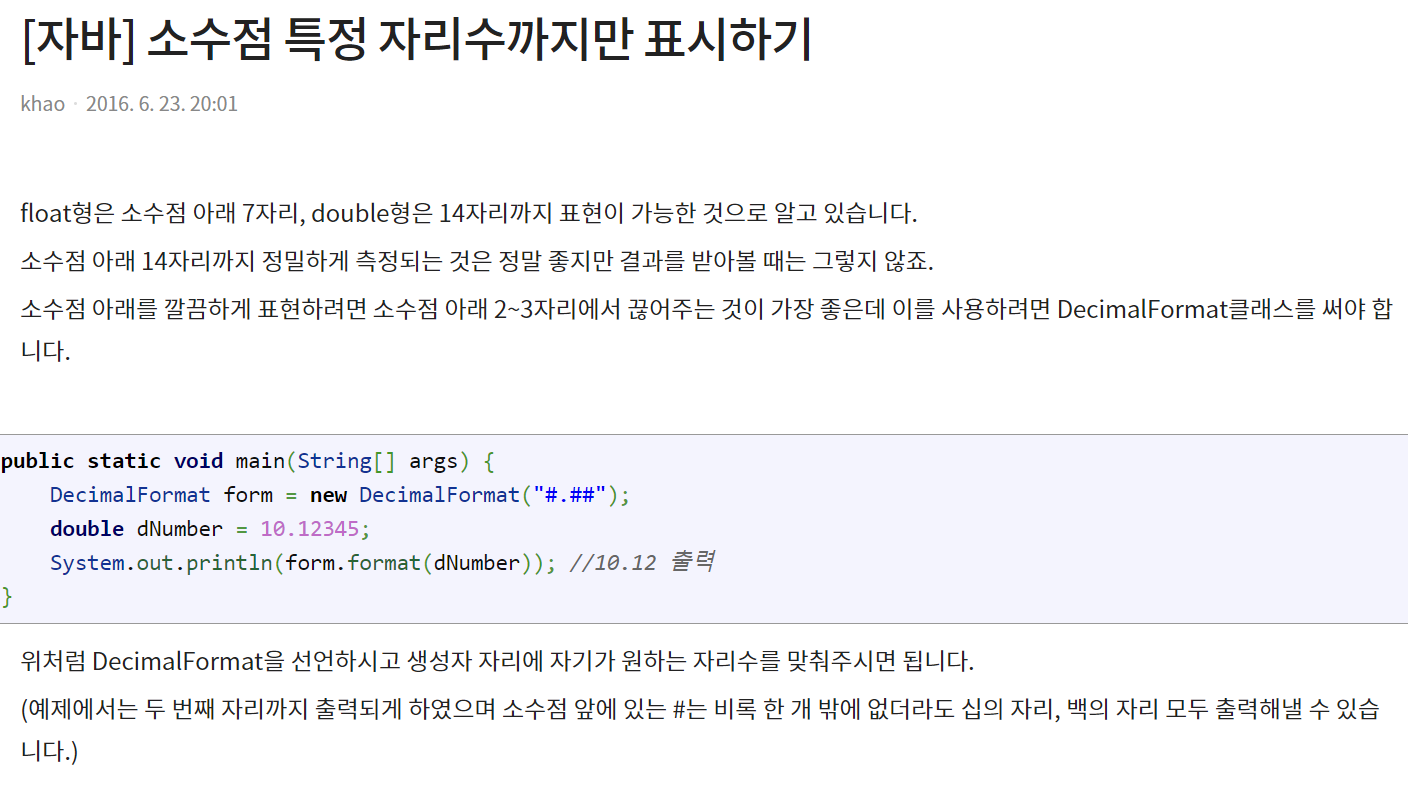 [자바] 소수점 특정 자리수까지만 표시하기
khao · 2016. 6. 23. 20:01
float형은 소수점 아래 7자리, double형은 14자리까지 표현이 가능한 것으로 알고 있습니다.
소수점 아래 14자리까지 정밀하게 측정되는 것은 정말 좋지만 결과를 받아볼 때는 그렇지 않죠.
소수점 아래를 깔끔하게 표현하려면 소수점 아래 2~3자리에서 끊어주는 것이 가장 좋은데 이를 사용하려면 DecimalFormat클래스를 써야 합
니다.
public static void main(String[] args) {
    DecimalFormat form = new DecimalFormat("#.##");
    double dNumber = 10.12345;
    System.out.println(form.format(dNumber)); //10.12 출력
}
위처럼 DecimalFormat을 선언하시고 생성자 자리에 자기가 원하는 자리수를 맞춰주시면 됩니다.
(예제에서는 두 번째 자리까지 출력되게 하였으며 소수점 앞에 있는 #는 비록 한 개 밖에 없더라도 십의 자리, 백의 자리 모두 출력해낼 수 있습
니다.)